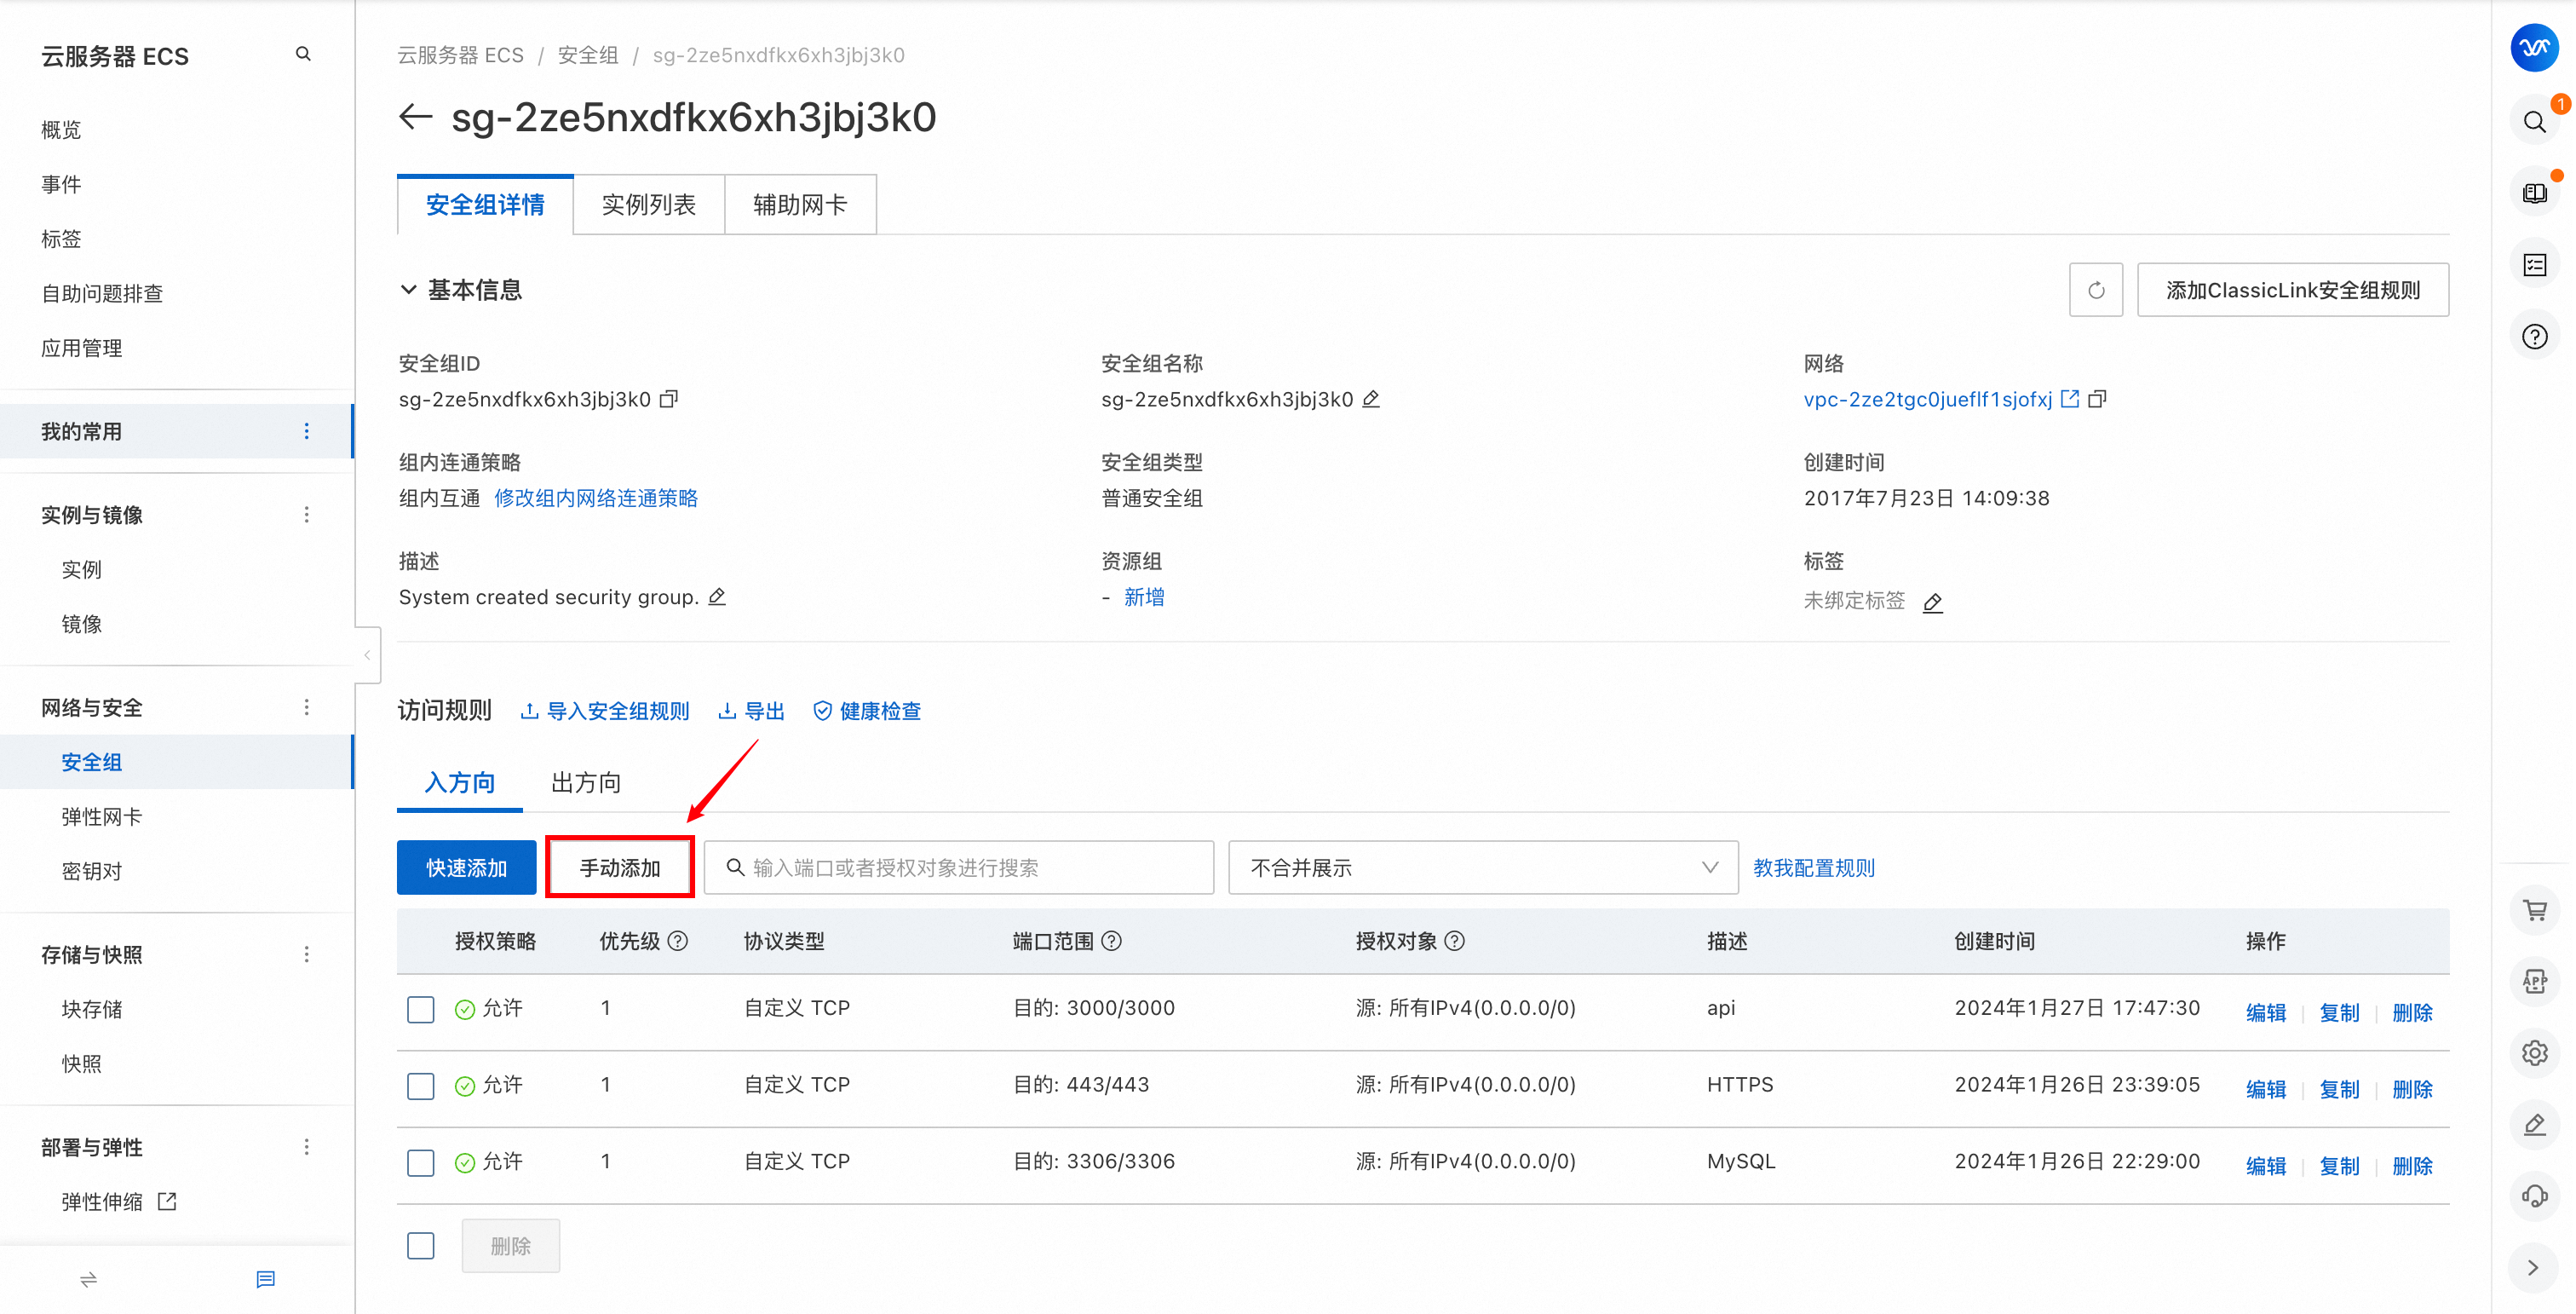 云服务器 ECS
概览
事件
标签
自助问题排查
应用管理
我的常用
实例与镜像
实例
镜像
网络与安全
安全组
弹性网卡
密钥对
存储与快照
块存储
快照
部署与弹性
弹性伸缩
云服务器 ECS / 安全组 / sg-2ze5nxdfkx6xh3jbj3k0
sg-2ze5nxdfkx6xh3jbj3k0
安全组详情 实例列表 辅助网卡
基本信息 添加ClassicLink安全组规则
安全组ID 安全组名称 网络
sg-2ze5nxdfkx6xh3jbj3k0 sg-2ze5nxdfkx6xh3jbj3k0 vpc-2ze2tgc0jueflf1sjofxj
组内连通策略 安全组类型 创建时间
组内互通 修改组内网络连通策略 普通安全组 2017年7月23日 14:09:38
描述 资源组 标签
System created security group. - 新增 未绑定标签
访问规则 导入安全组规则 导出 健康检查
入方向 出方向
快速添加 手动添加 输入端口或者授权对象进行搜索 不合并展示 教我配置规则
授权策略 优先级 协议类型 端口范围 授权对象 描述 创建时间 操作
允许 1 自定义 TCP 目的: 3000/3000 源: 所有IPv4(0.0.0.0/0) api 2024年1月27日 17:47:30 编辑 复制 删除
允许 1 自定义 TCP 目的: 443/443 源: 所有IPv4(0.0.0.0/0) HTTPS 2024年1月26日 23:39:05 编辑 复制 删除
允许 1 自定义 TCP 目的: 3306/3306 源: 所有IPv4(0.0.0.0/0) MySQL 2024年1月26日 22:29:00 编辑 复制 删除
删除
1
APP